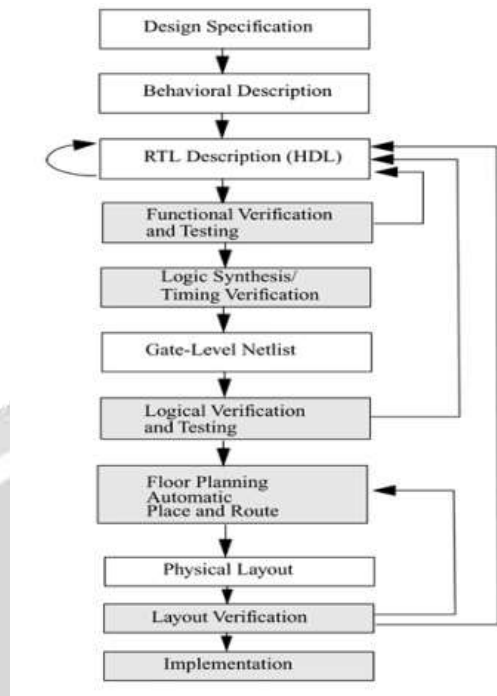 Design Specification
Behavioral Description
RTL Description (HDL)
Functional Verification
and Testing
Logic Synthesis/
Timing Verification
Gate-Level Netlist
Logical Verification
and Testing
Floor Planning
Automatic
Place and Route
Physical Layout
Layout Verification
Implementation